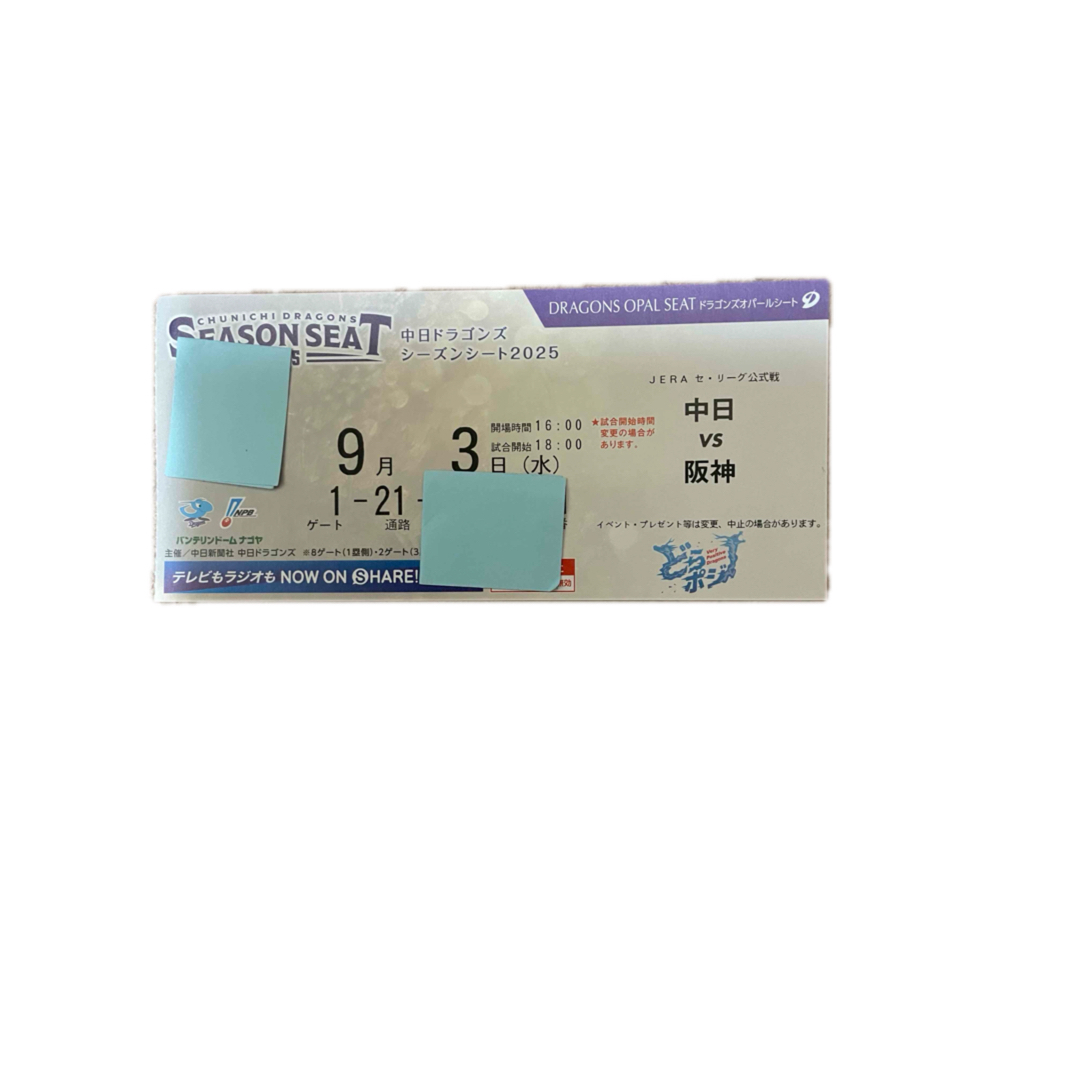 DRAGONS OPAL SEAT ドラゴンズオパールシート
CHUNICHI DRAGONS
SEASON SEAT
5
中日ドラゴンズ
シーズンシート2025
JERA セ・リーグ公式戦
中日
vs
阪神
開場時間 16:00
試合開始 18:00
★試合開始時間
変更の場合が
あります。
9月 3日(水)
1-21-
ゲート 通路
イベント・プレゼント等は変更、中止の場合があります。
NPB
バンテリンドーム ナゴヤ
主催/中日新聞社 中日ドラゴンズ ※8ゲート(1塁側)・2ゲート(3
テレビもラジオも NOW ON SHARE!
どらポジ
Very Positive Dragons